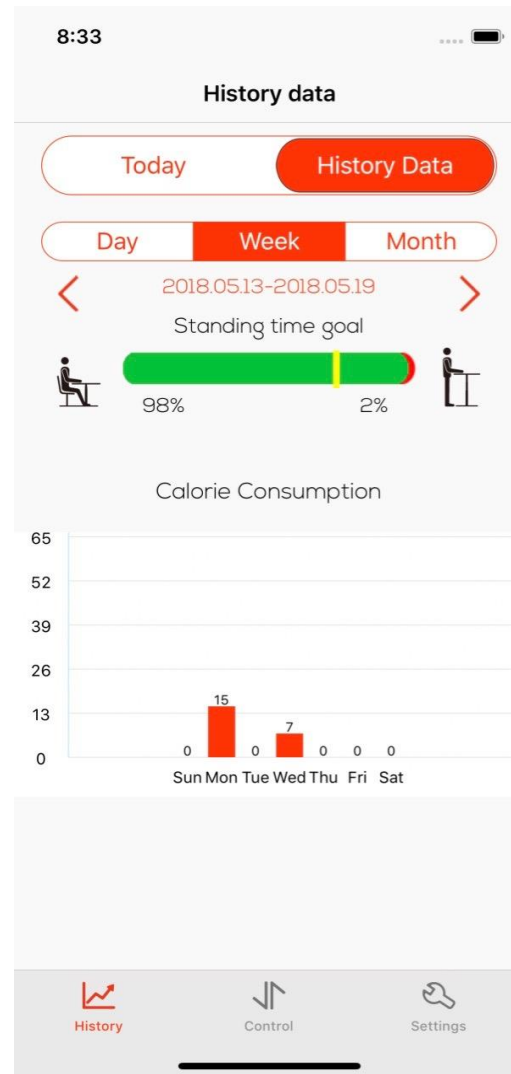 8:33
History data
Today History Data
Day Week Month
2018.05.13-2018.05.19
Standing time goal
98% 2%
Calorie Consumption
65
52
39
26
13
0
15
7
0 0 0 0 0
Sun Mon Tue Wed Thu Fri Sat
History Control Settings